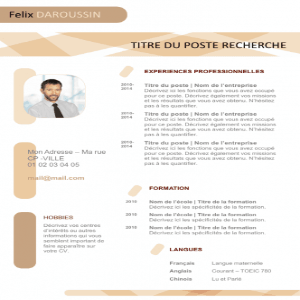 Felix DAROUSSIN
TITRE DU POSTE RECHERCHE
EXPERIENCES PROFESSIONNELLES
2010-
2014
Titre du poste | Nom de l'entreprise
Décrivez ici les fonctions que vous avez occupé
pour ce poste. Décrivez également vos missions
et les résultats que vous avez obtenu. N'hésitez
pas à les quantifier.
2010-
2014
Titre du poste | Nom de l'entreprise
Décrivez ici les fonctions que vous avez occupé
pour ce poste. Décrivez également vos missions
et les résultats que vous avez obtenu. N'hésitez
pas à les quantifier.
2010-
2014
Titre du poste | Nom de l'entreprise
Décrivez ici les fonctions que vous avez occupé
pour ce poste. Décrivez également vos missions
et les résultats que vous avez obtenu. N'hésitez
pas à les quantifier.
Mon Adresse – Ma rue
CP -VILLE
01 02 03 04 05
mail@mail.com
HOBBIES
Décrivez vos centres
d'intérêts ou autres
informations qui vous
semblent important de
faire apparaître sur
votre CV.
FORMATION
2010
Nom de l'école | Titre de la formation
Décrivez ici les spécificités de la formation.
2010
Nom de l'école | Titre de la formation
Décrivez ici les spécificités de la formation.
2010
Nom de l'école | Titre de la formation
Décrivez ici les spécificités de la formation.
LANGUES
Français Langue maternelle
Anglais Courant – TOEIC 780
Chinois Lu et Parlé